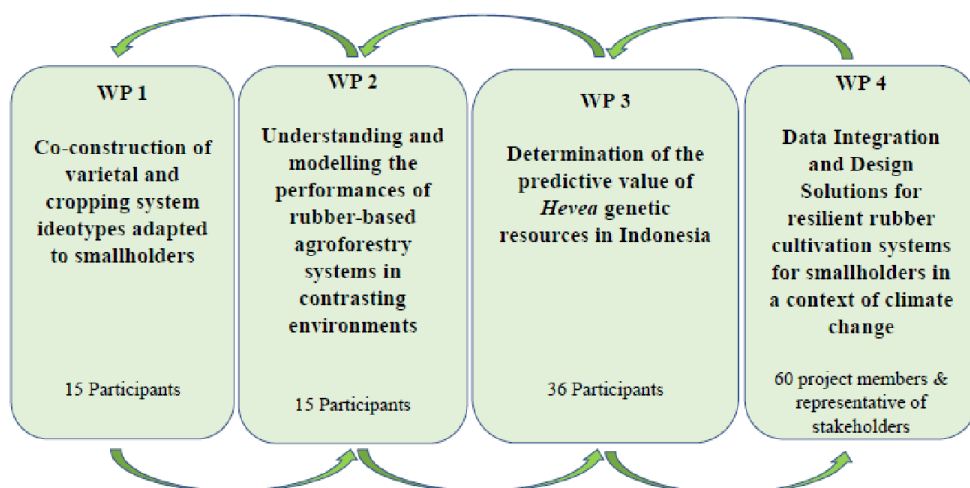 WP 1
Co-construction of
varietal and
cropping system
ideotypes adapted
to smallholders
15 Participants
WP 2
Understanding and
modelling the
performances of
rubber-based
agroforestry
systems in
contrasting
environments
15 Participants
WP 3
Determination of the
predictive value of
Hevea genetic
resources in Indonesia
36 Participants
WP 4
Data Integration
and Design
Solutions for
resilient rubber
cultivation systems
for smallholders in
a context of climate
change
60 project members &
representative of
stakeholders